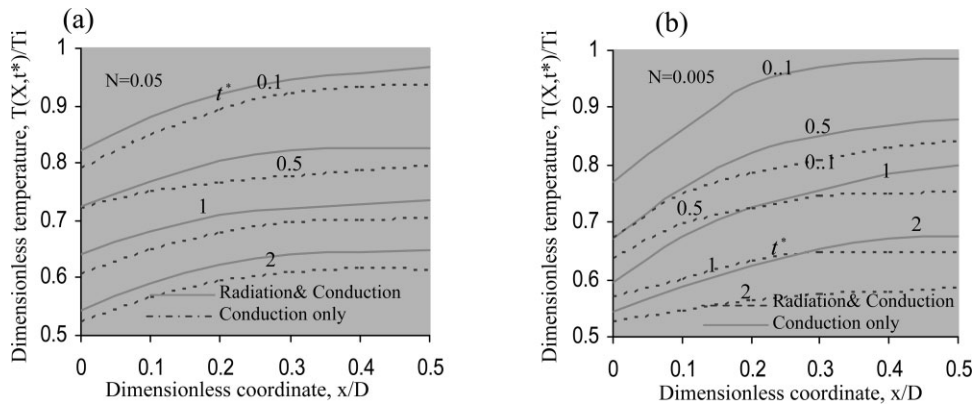 (a)
Dimensionless temperature, T(X,t*)/Ti
1
0.9
0.8
0.7
0.6
0.5
N=0.05
t*
0.1
0.5
1
2
Radiation& Conduction
Conduction only
0 0.1 0.2 0.3 0.4 0.5
Dimensionless coordinate, x/D
(b)
Dimensionless temperature, T(X,t*)/Ti
1
0.9
0.8
0.7
0.6
0.5
N=0.005
0..1
0.5
0..1
1
0.5
2
t*
1
2
Radiation& Conduction
Conduction only
0 0.1 0.2 0.3 0.4 0.5
Dimensionless coordinate, x/D